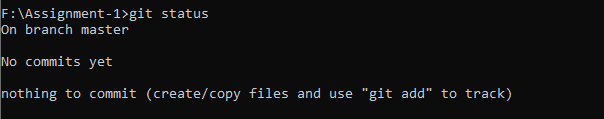 F:\Assignment-1>git status
On branch master
No commits yet
nothing to commit (create/copy files and use "git add" to track)